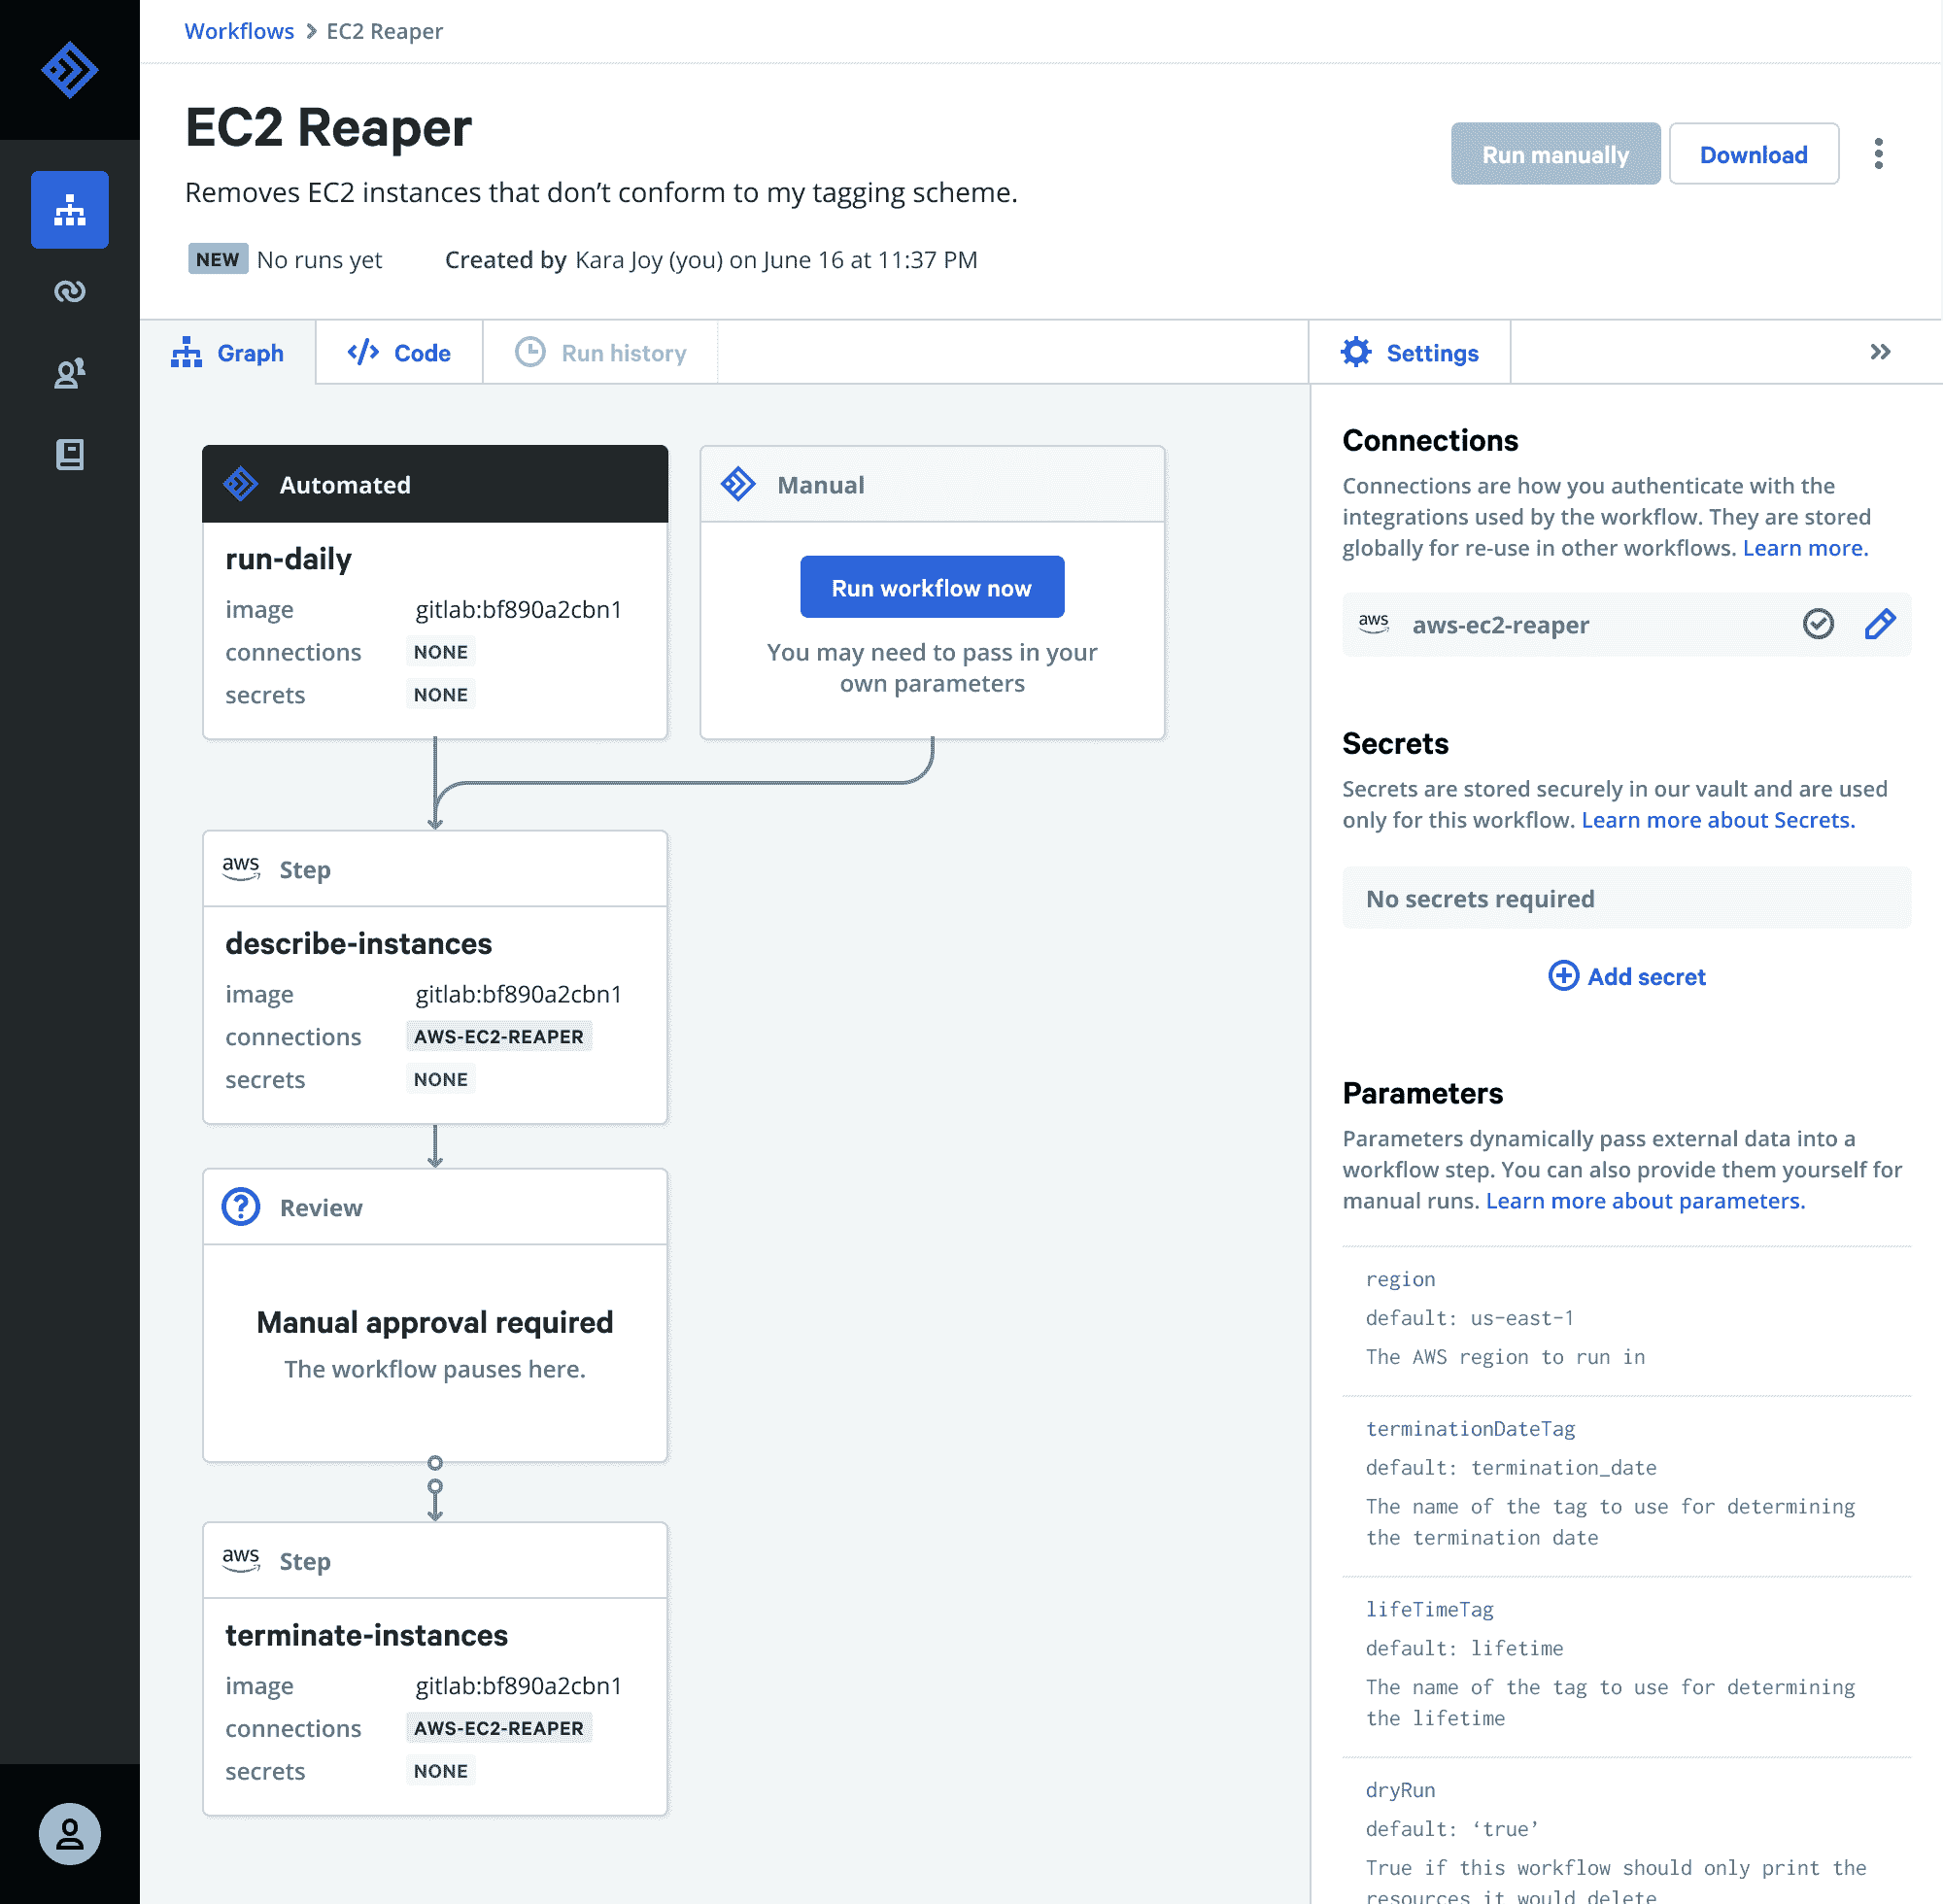 Workflows > EC2 Reaper
EC2 Reaper
Run manually
Download
Removes EC2 instances that don’t conform to my tagging scheme.
NEW No runs yet
Created by Kara Joy (you) on June 16 at 11:37 PM
Graph
</> Code
Run history
Settings
Automated
run-daily
image gitlab:bf890a2cbn1
connections NONE
secrets NONE
Manual
Run workflow now
You may need to pass in your
own parameters
aws Step
describe-instances
image gitlab:bf890a2cbn1
connections AWS-EC2-REAPER
secrets NONE
? Review
Manual approval required
The workflow pauses here.
aws Step
terminate-instances
image gitlab:bf890a2cbn1
connections AWS-EC2-REAPER
secrets NONE
Connections
Connections are how you authenticate with the
integrations used by the workflow. They are stored
globally for re-use in other workflows. Learn more.
aws aws-ec2-reaper
Secrets
Secrets are stored securely in our vault and are used
only for this workflow. Learn more about Secrets.
No secrets required
Add secret
Parameters
Parameters dynamically pass external data into a
workflow step. You can also provide them yourself for
manual runs. Learn more about parameters.
region
default: us-east-1
The AWS region to run in
terminationDateTag
default: termination_date
The name of the tag to use for determining
the termination date
lifeTimeTag
default: lifetime
The name of the tag to use for determining
the lifetime
dryRun
default: ‘true’
True if this workflow should only print the
resources it would delete